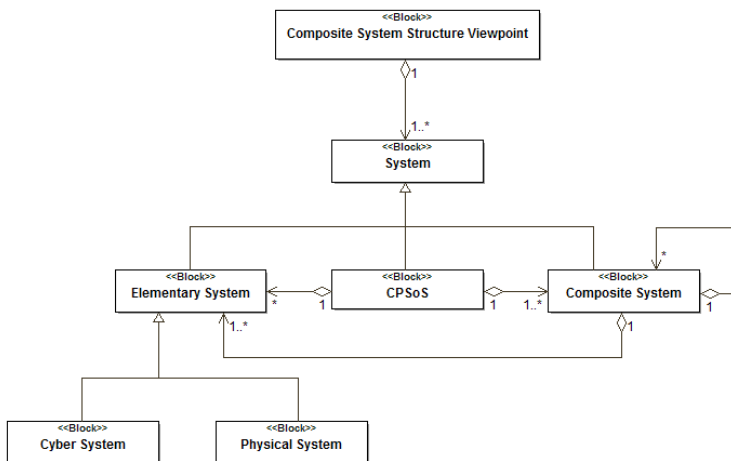 <<Block>>
Composite System Structure Viewpoint
1
1..*
<<Block>>
System
<<Block>>
Elementary System
<<Block>>
CPSoS
<<Block>>
Composite System
*
*
1
1
1..*
1
1..*
1
<<Block>>
Cyber System
<<Block>>
Physical System